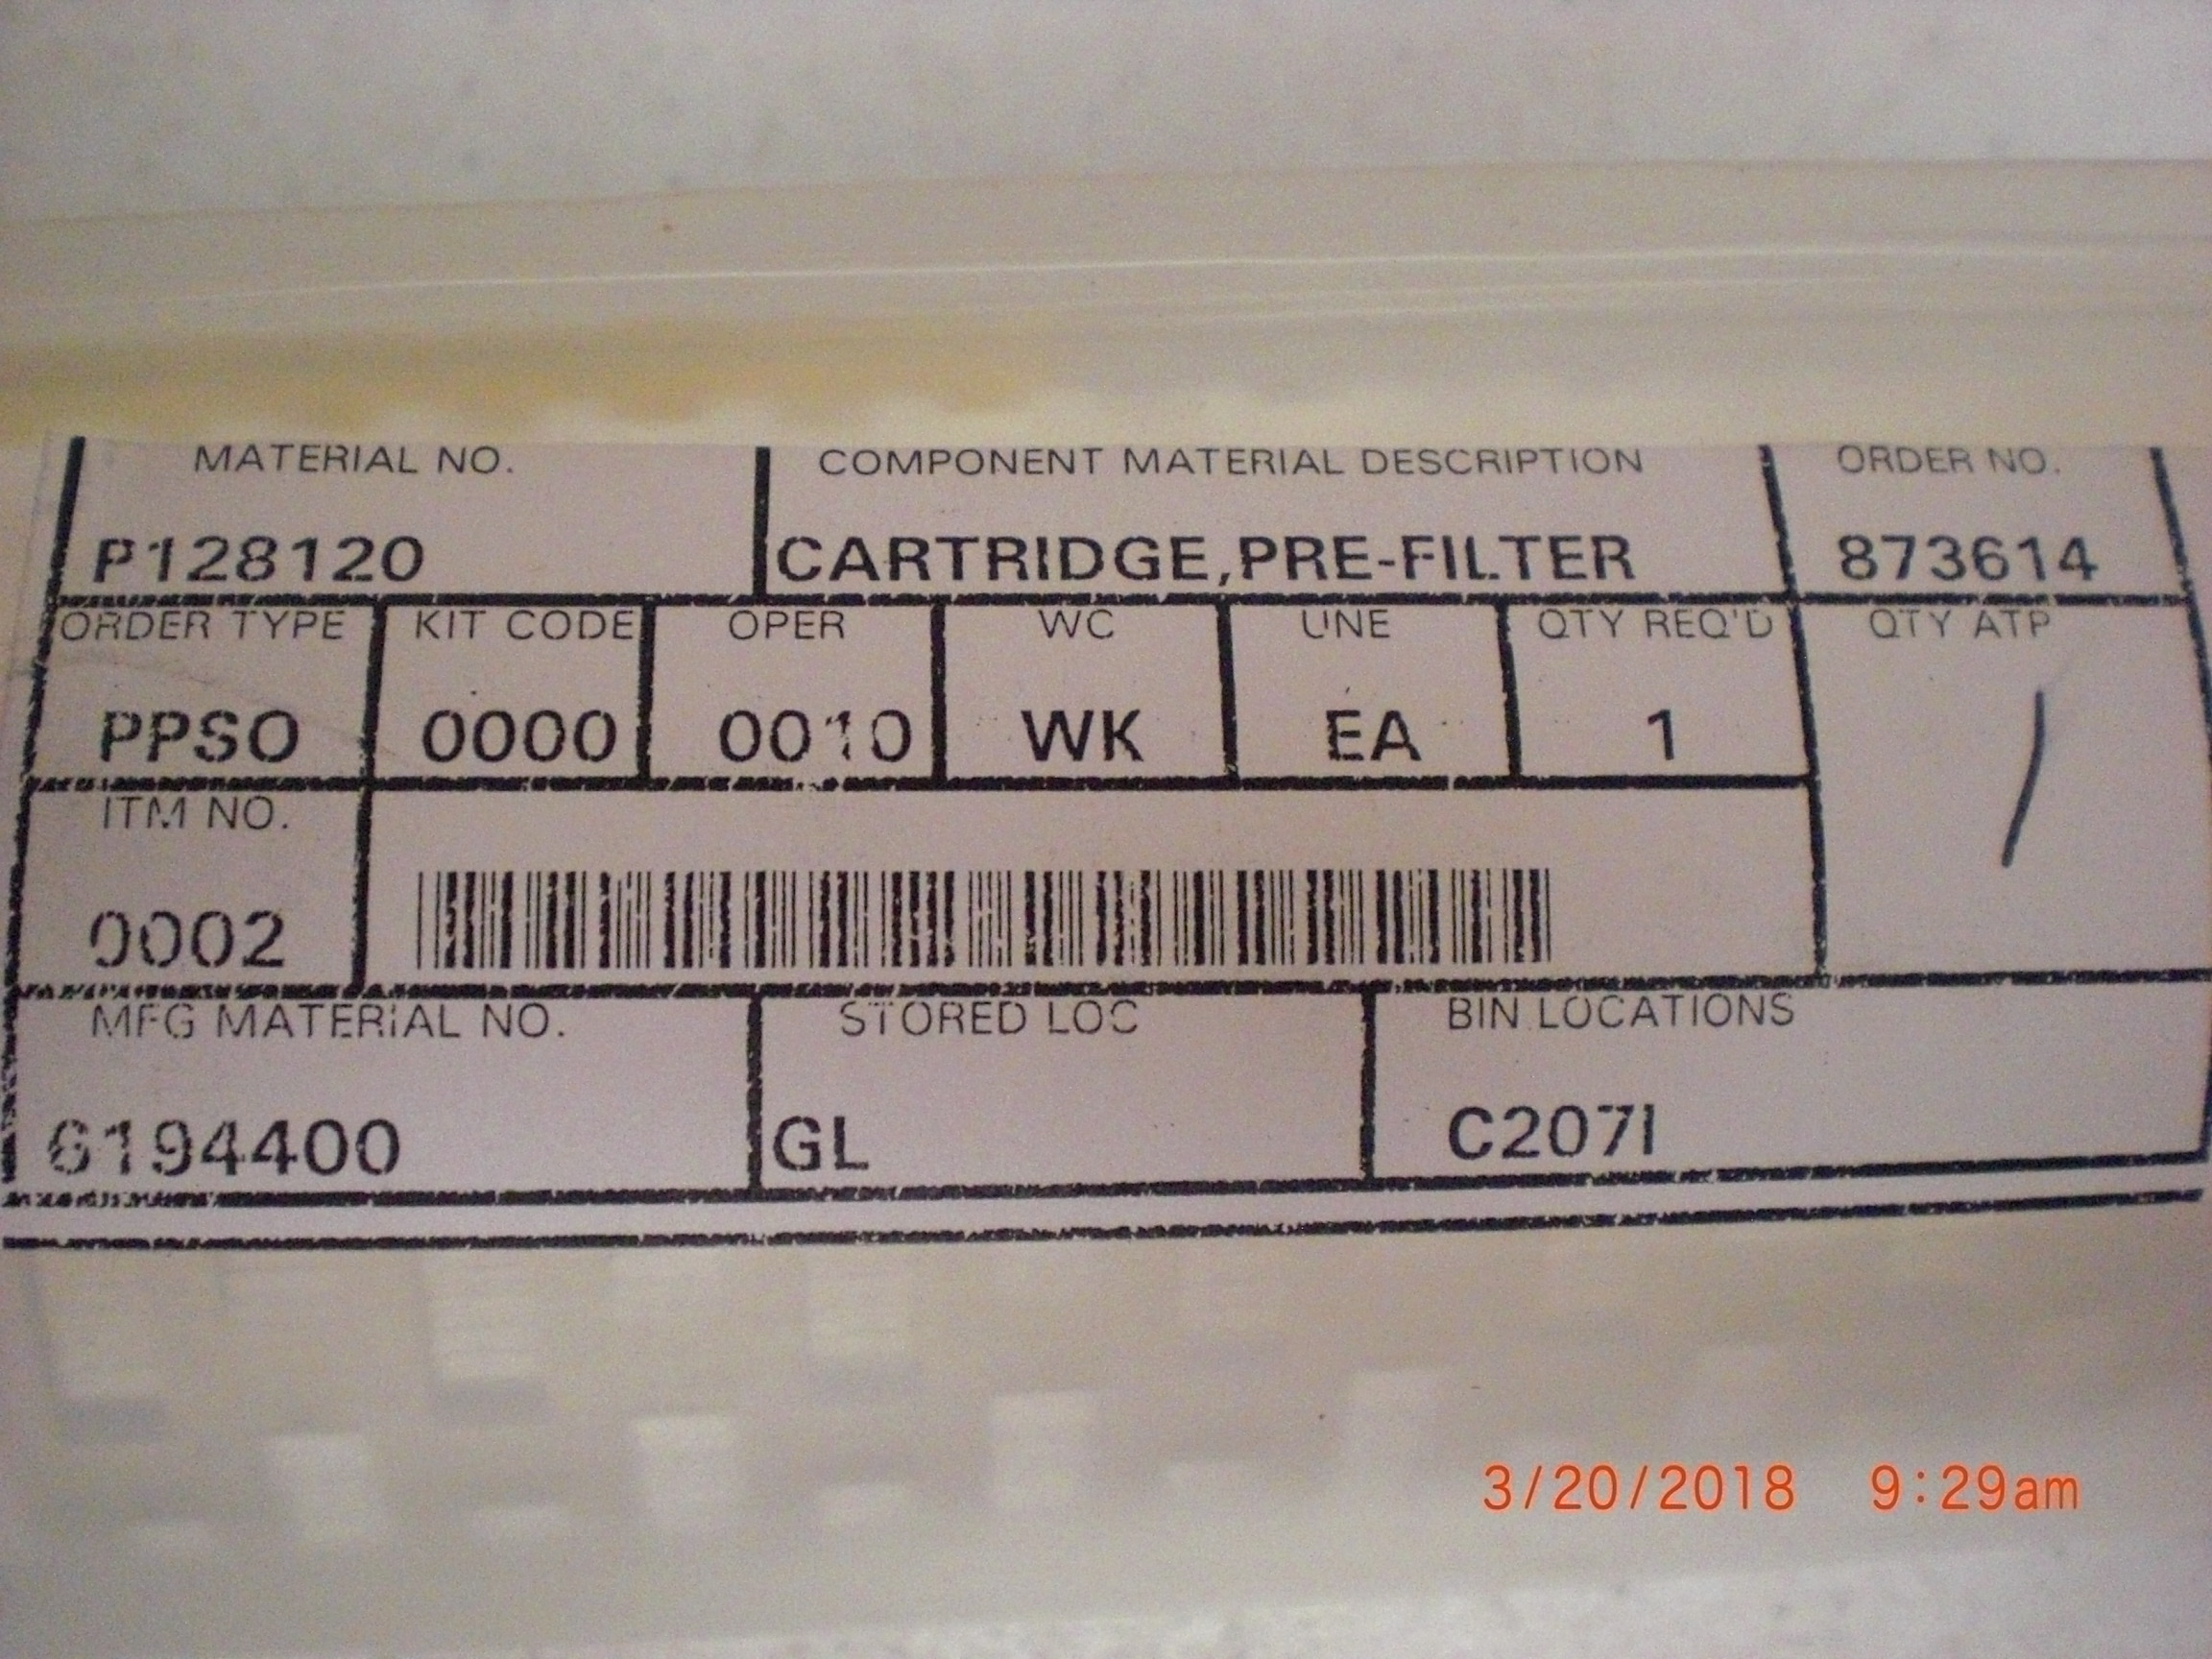 MATERIAL NO. COMPONENT MATERIAL DESCRIPTION ORDER NO.
P128120 CARTRIDGE,PRE-FILTER 873614
ORDER TYPE KIT CODE OPER WC UNE QTY REQ'D QTY ATP
PPSO 0000 0010 WK EA 1 /
ITM NO.
0002
MFG MATERIAL NO. STORED LOC BIN LOCATIONS
6194400 GL C207I
3/20/2018 9:29am